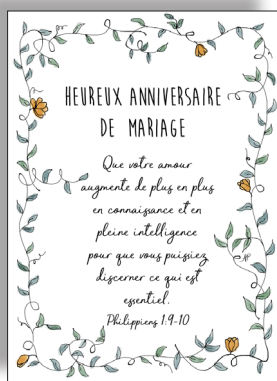 HEUREUX ANNIVERSAIRE
DE MARIAGE
Que votre amour
augmente de plus en plus
en connaissance et en
pleine intelligence
pour que vous puissiez
discerner ce qui est
essentiel.
Philippiens 1:9-10